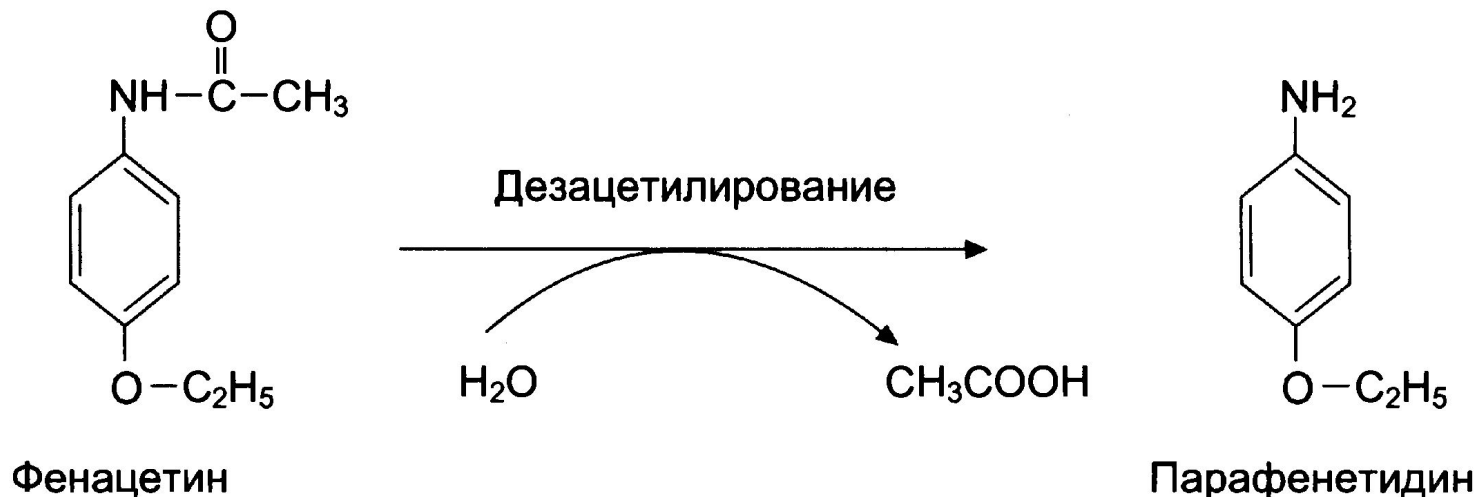 O
NH–C–CH₃
NH₂
Дезацетилирование
O–C₂H₅
H₂O
CH₃COOH
O–C₂H₅
Фенацетин
Парафенетидин